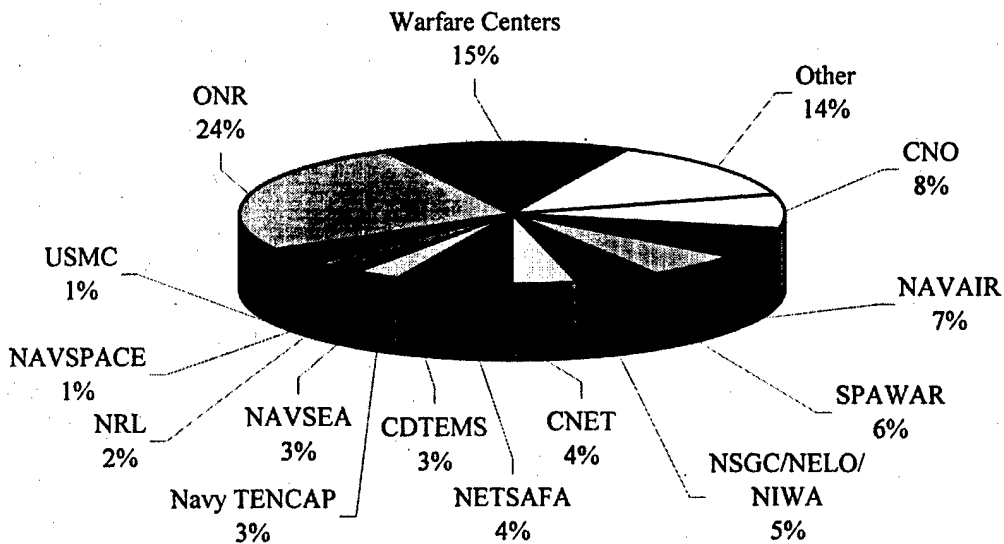 Warfare Centers
15%
Other
14%
ONR
24%
CNO
8%
USMC
1%
NAVAIR
7%
NAVSPACE
1%
SPAWAR
6%
NRL
2%
NAVSEA
3%
CDTEMS
3%
CNET
4%
NSGC/NELO/
NIWA
5%
Navy TENCAP
3%
NETSAFA
4%